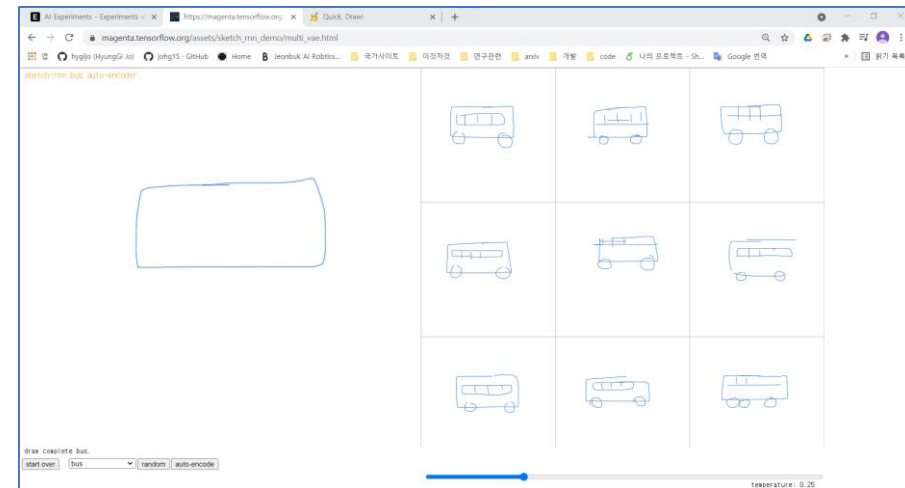 AI Experiments - Experiments w
https://magenta.tensorflow.org
Quick, Draw!
magenta.tensorflow.org/assets/sketch_rnn_demo/multi_vae.html
앱
hygijo (HyungGi Jo)
johg15 · GitHub
Home
Jeonbuk AI Robtics...
국가사이트
이것저것
연구관련
arxiv
개발
code
나의 프로젝트 - Sh...
Google 번역
»
읽기 목록
sketch-rnn bus auto-encoder.
draw complete bus.
start over
bus
random
auto-encode
temperature: 0.25